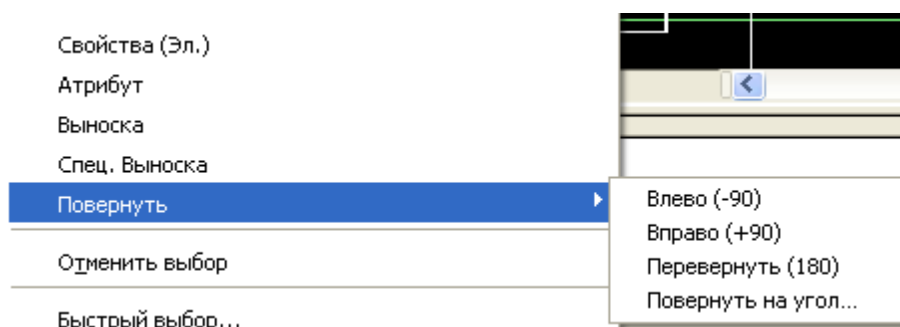 Свойства (Эл.)
Атрибут
Выноска
Спец. Выноска
Повернуть
Влево (-90)
Вправо (+90)
Перевернуть (180)
Повернуть на угол...
Отменить выбор
Быстрый выбор...